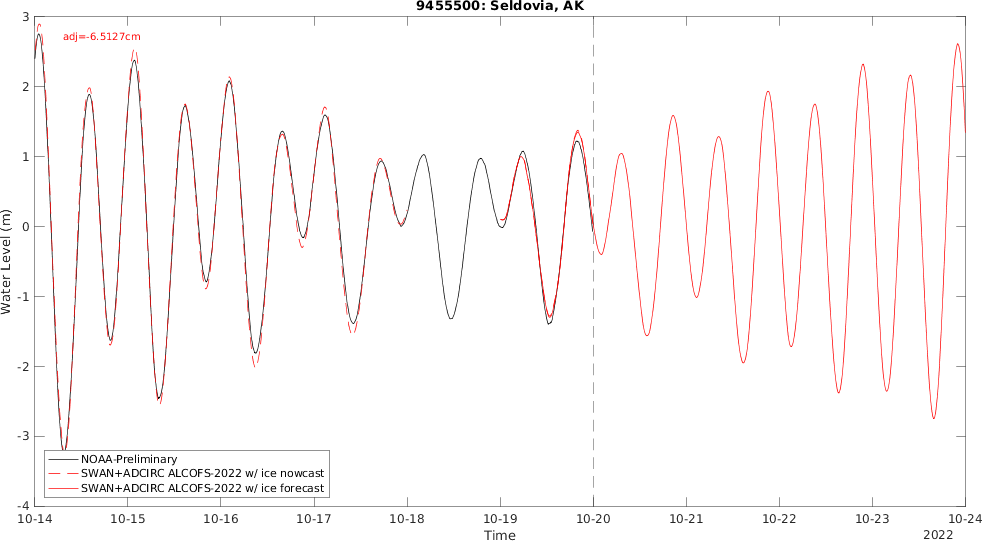 9455500: Seldovia, AK
adj=-6.5127cm
3
2
1
0
-1
-2
-3
-4
Water Level (m)
NOAA-Preliminary
SWAN+ADCIRC ALCOFS-2022 w/ ice nowcast
SWAN+ADCIRC ALCOFS-2022 w/ ice forecast
10-14 10-15 10-16 10-17 10-18 10-19 10-20 10-21 10-22 10-23 10-24
Time
2022